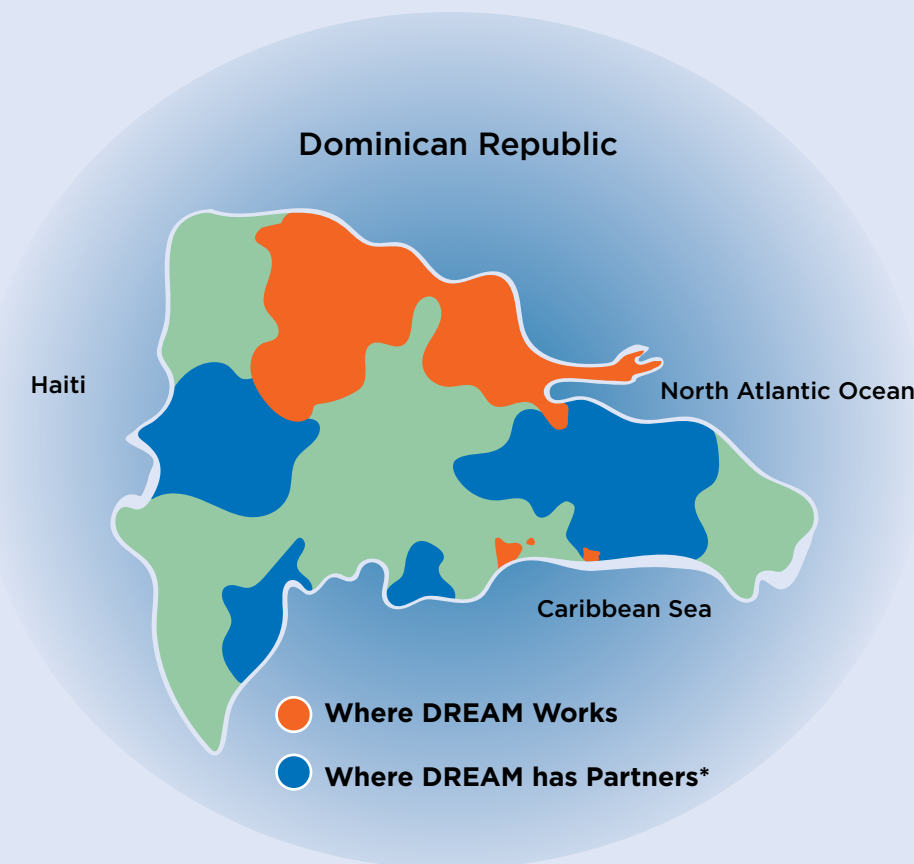 Dominican Republic
Haiti
North Atlantic Ocean
Caribbean Sea
Where DREAM Works
Where DREAM has Partners*